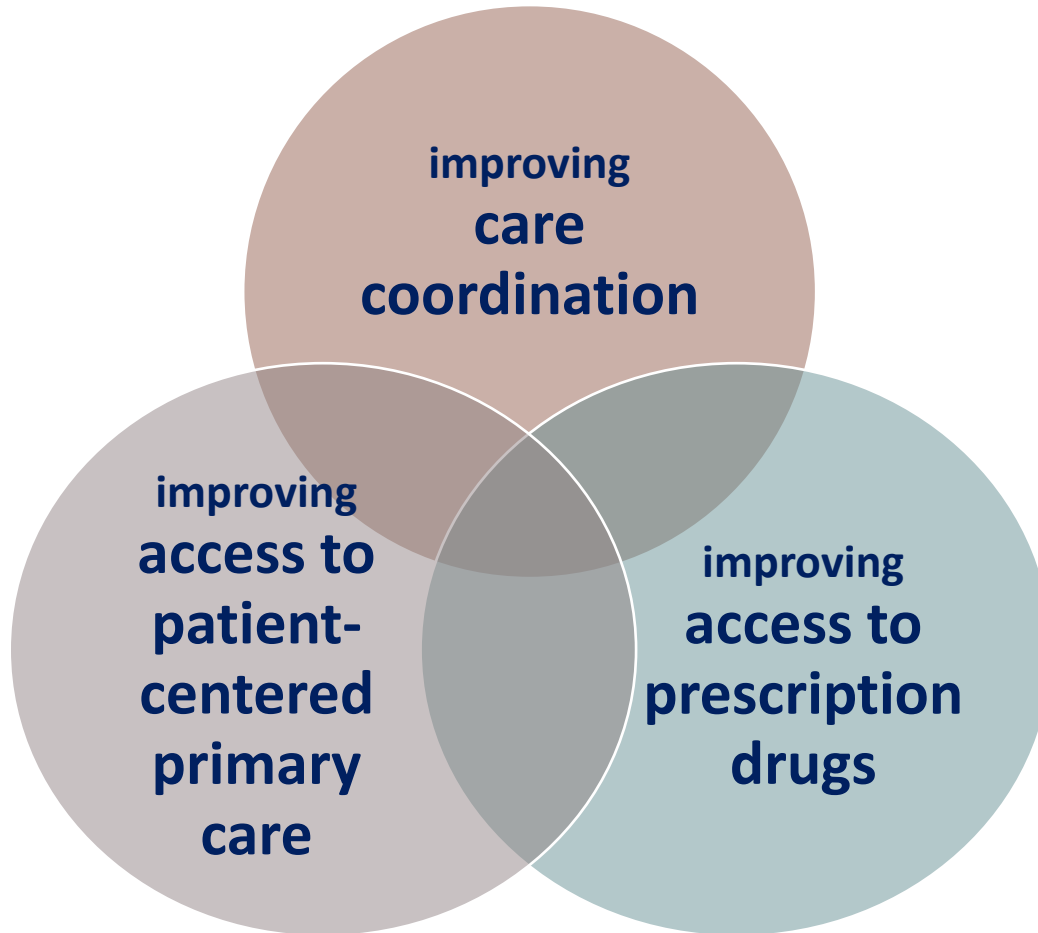 improving
care
coordination
improving
access to
patient-
centered
primary
care
improving
access to
prescription
drugs